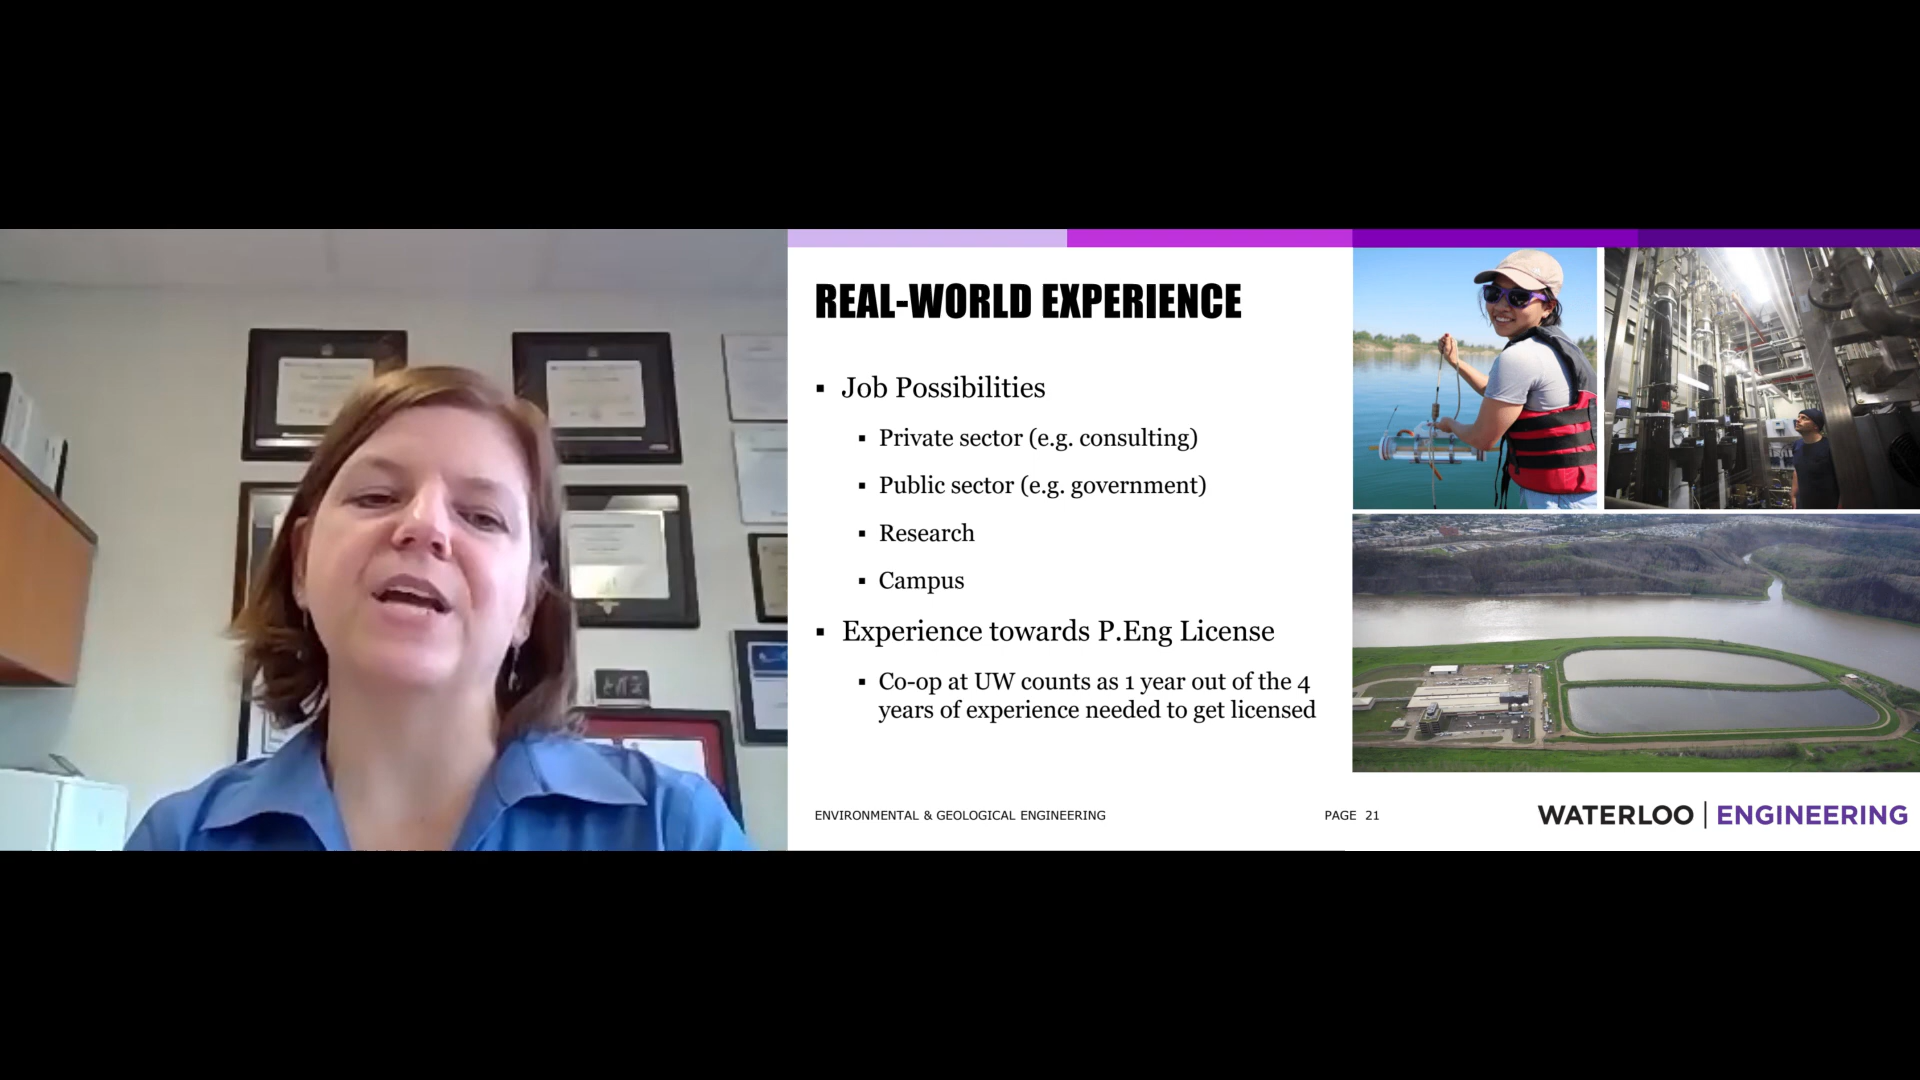 REAL-WORLD EXPERIENCE
▪ Job Possibilities
▪ Private sector (e.g. consulting)
▪ Public sector (e.g. government)
▪ Research
▪ Campus
▪ Experience towards P.Eng License
▪ Co-op at UW counts as 1 year out of the 4
years of experience needed to get licensed
ENVIRONMENTAL & GEOLOGICAL ENGINEERING
PAGE 21
WATERLOO | ENGINEERING